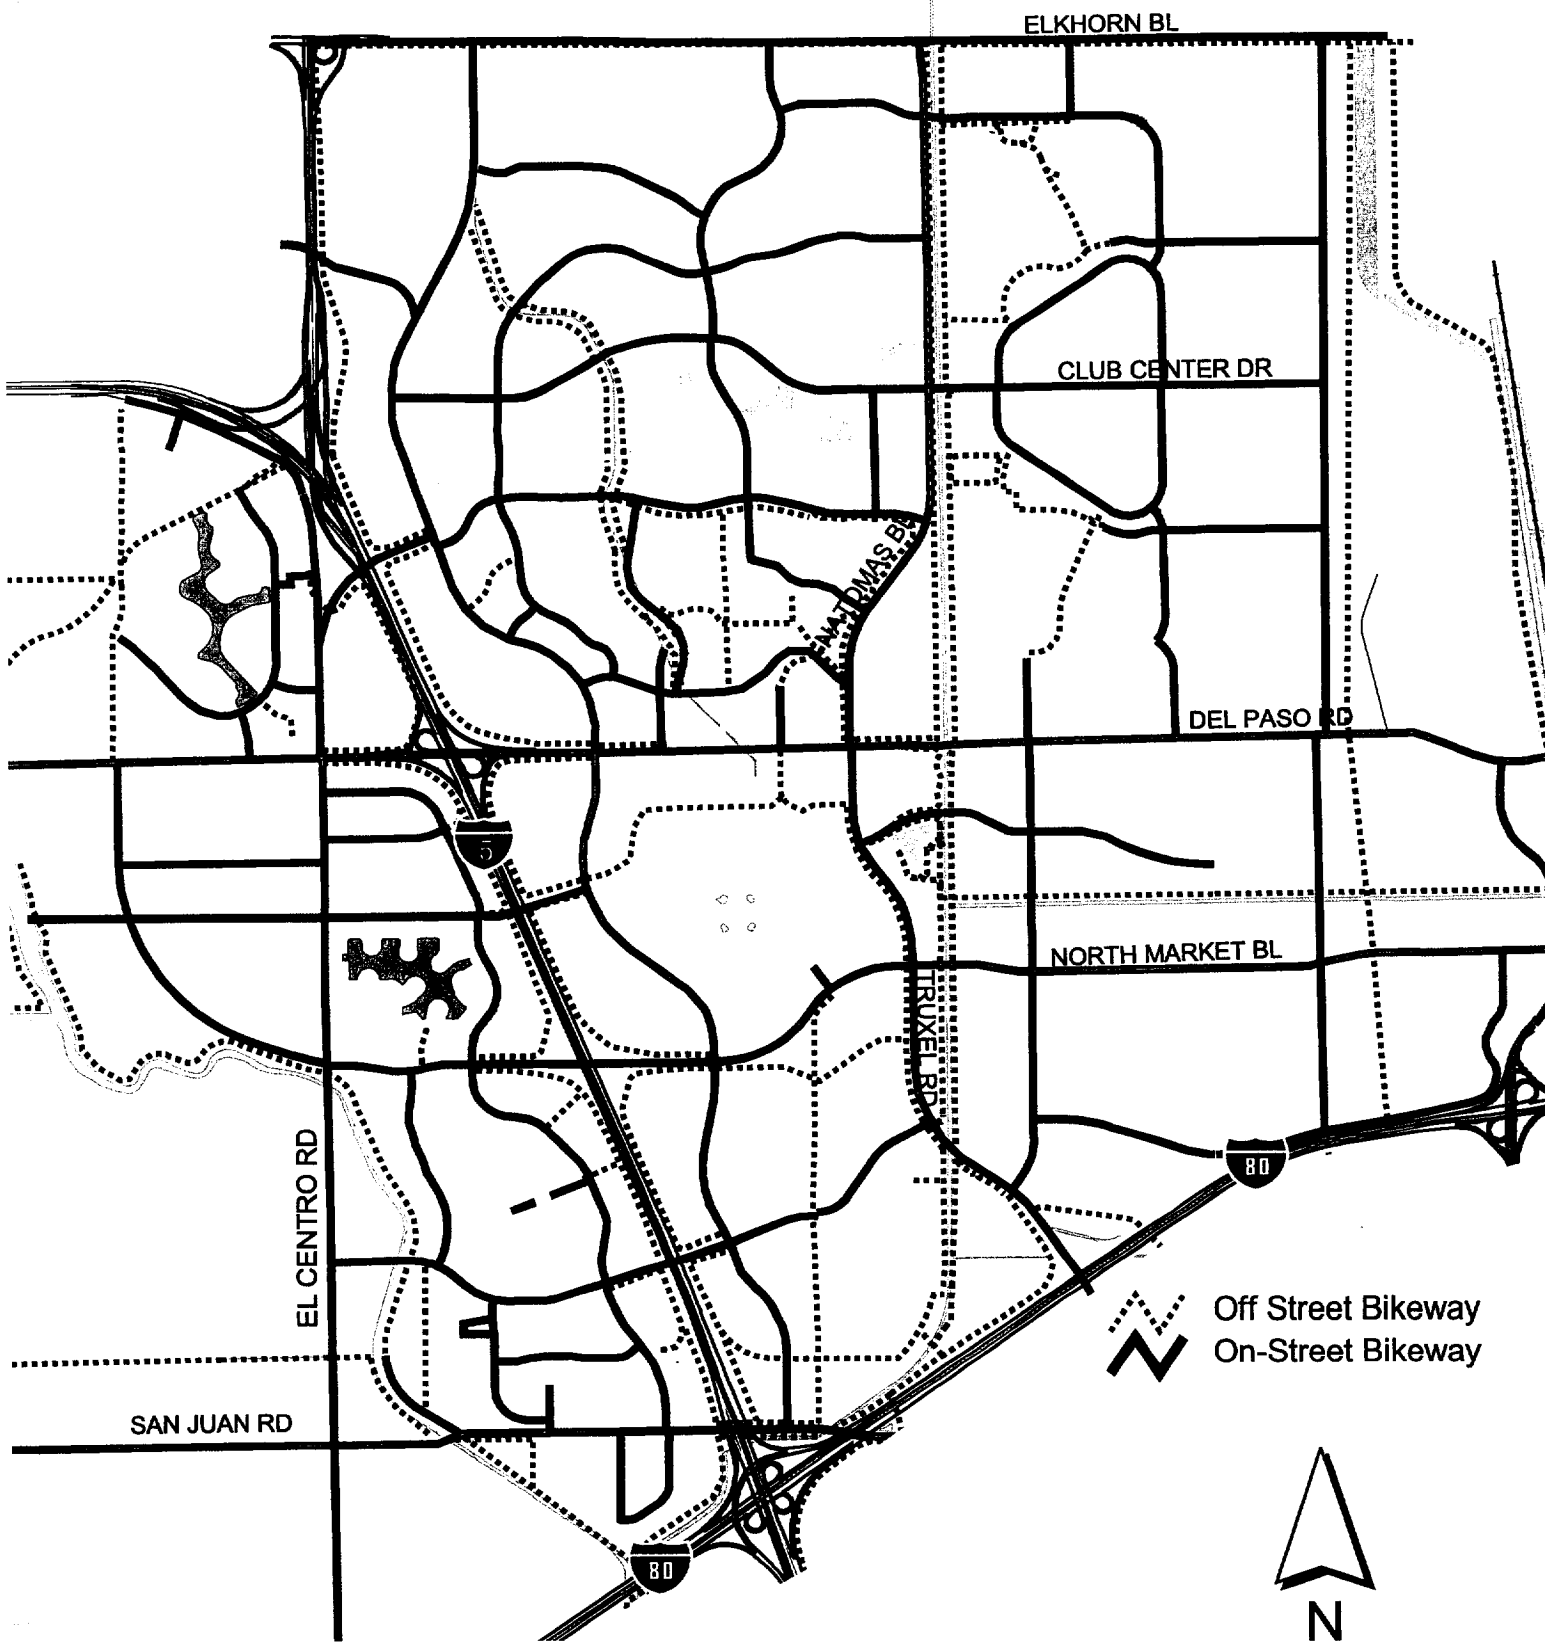 ELKHORN BL
CLUB CENTER DR
NATOMAS BL
DEL PASO RD
5
NORTH MARKET BL
TRUXEL RD
EL CENTRO RD
80
Off Street Bikeway
On-Street Bikeway
SAN JUAN RD
80
N